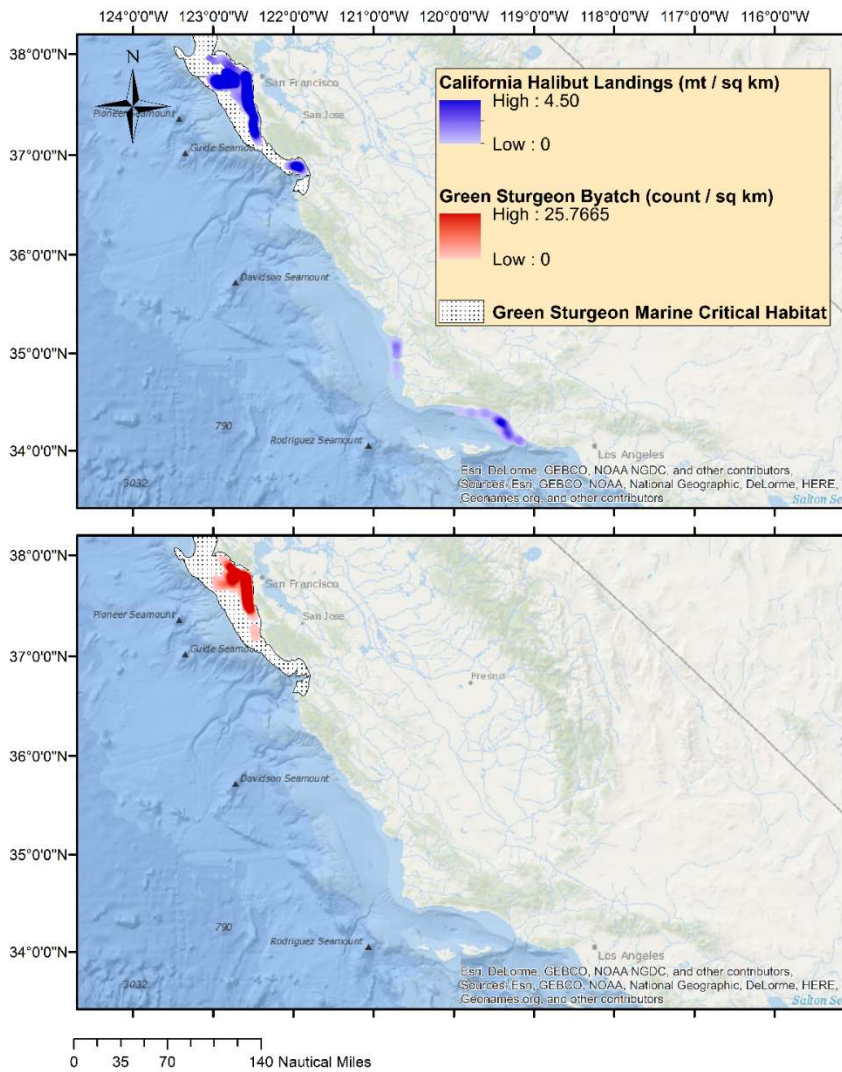 124°0'0"W 123°0'0"W 122°0'0"W 121°0'0"W 120°0'0"W 119°0'0"W 118°0'0"W 117°0'0"W 116°0'0"W
38°0'0"N
37°0'0"N
36°0'0"N
35°0'0"N
34°0'0"N
N
San Francisco
San Jose
Pioneer Seamount
Guide Seamount
Davidson Seamount
790
Rodriguez Seamount
3032
Los Angeles
Salton Se
California Halibut Landings (mt / sq km)
High : 4.50
Low : 0
Green Sturgeon Byatch (count / sq km)
High : 25.7665
Low : 0
Green Sturgeon Marine Critical Habitat
Esri, DeLorme, GEBCO, NOAA NGDC, and other contributors,
Sources: Esri, GEBCO, NOAA, National Geographic, DeLorme, HERE,
Geonames.org, and other contributors
38°0'0"N
37°0'0"N
36°0'0"N
35°0'0"N
34°0'0"N
San Francisco
San Jose
Pioneer Seamount
Guide Seamount
Fresno
Davidson Seamount
790
Rodriguez Seamount
3032
Los Angeles
Salton Se
Esri, DeLorme, GEBCO, NOAA NGDC, and other contributors,
Sources: Esri, GEBCO, NOAA, National Geographic, DeLorme, HERE,
Geonames.org, and other contributors
0 35 70 140 Nautical Miles